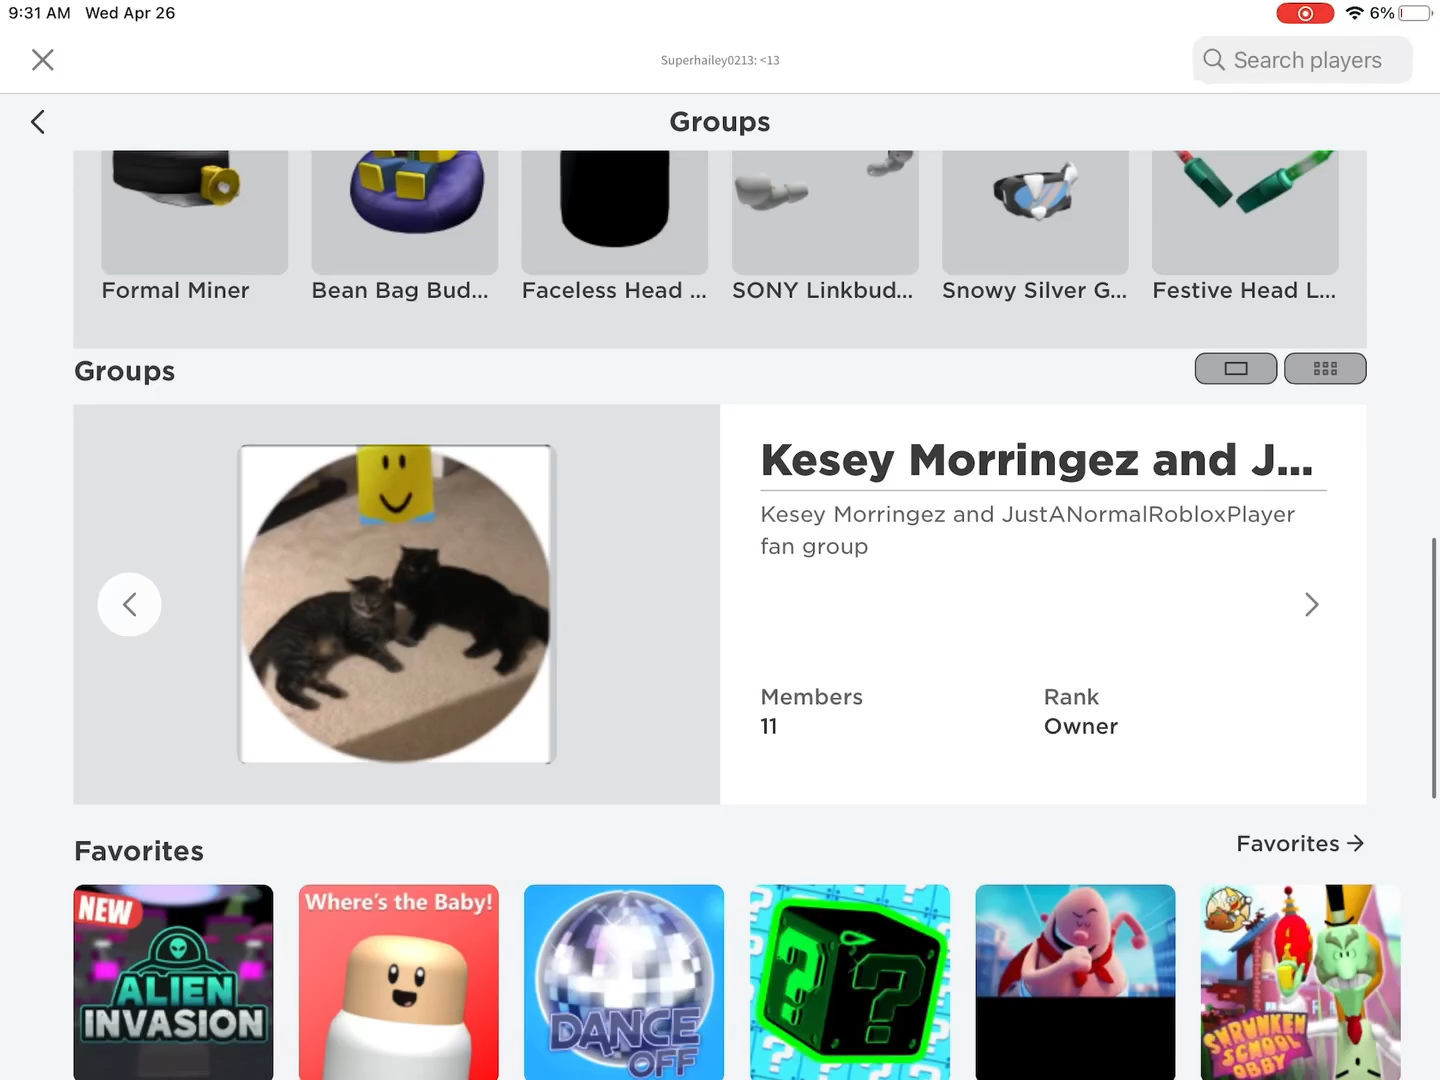 9:31 AM Wed Apr 26
6%
Superhailey0213: <13
Search players
Groups
Formal Miner
Bean Bag Bud...
Faceless Head ...
SONY Linkbud...
Snowy Silver G...
Festive Head L...
Groups
Kesey Morringez and J...
Kesey Morringez and JustANormalRobloxPlayer
fan group
Members
11
Rank
Owner
Favorites
Favorites →
NEW
ALIEN
INVASION
Where's the Baby!
DANCE
OFF
SHRUNKEN
SCHOOL
OBBY